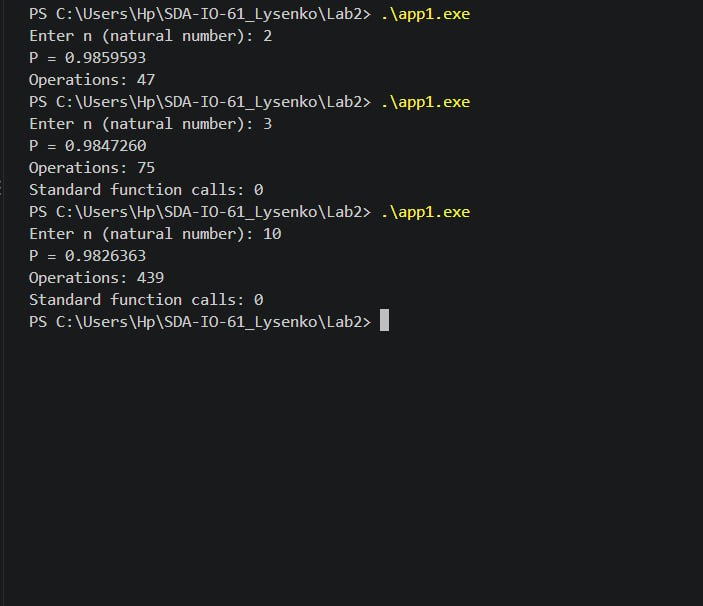 PS C:\Users\Hp\SDA-IO-61_Lysenko\Lab2> .\app1.exe
Enter n (natural number): 2
P = 0.9859593
Operations: 47
PS C:\Users\Hp\SDA-IO-61_Lysenko\Lab2> .\app1.exe
Enter n (natural number): 3
P = 0.9847260
Operations: 75
Standard function calls: 0
PS C:\Users\Hp\SDA-IO-61_Lysenko\Lab2> .\app1.exe
Enter n (natural number): 10
P = 0.9826363
Operations: 439
Standard function calls: 0
PS C:\Users\Hp\SDA-IO-61_Lysenko\Lab2>